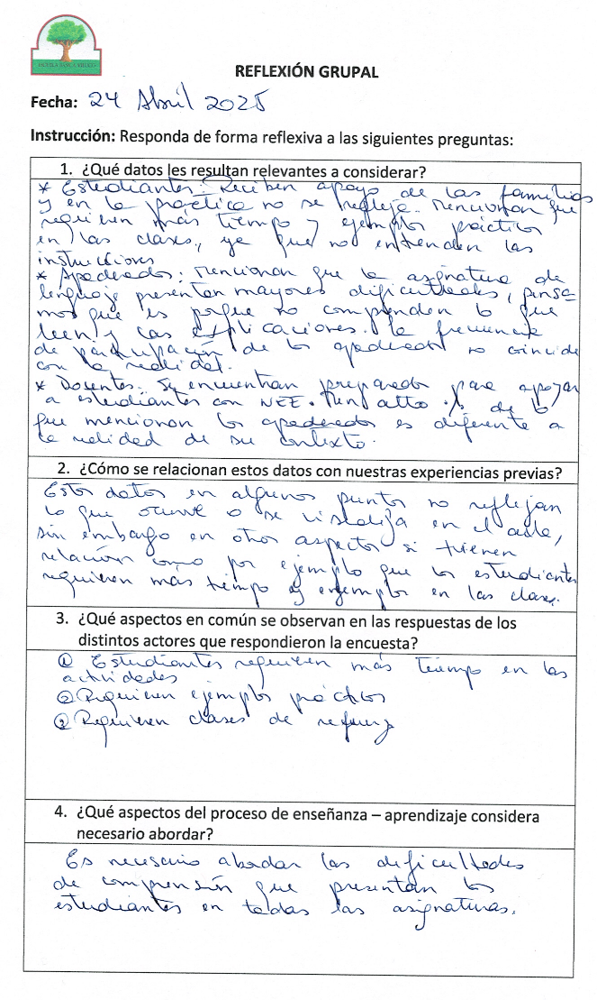 REFLEXIÓN GRUPAL
Fecha: 24 Abril 2025
Instrucción: Responda de forma reflexiva a las siguientes preguntas:
1. ¿Qué datos les resultan relevantes a considerar?
* Estudiantes: Reciben apoyo de las familias
y en la práctica no se refleja. Mencionan que
requieren más tiempo y ejemplos prácticos
en las clases, ya que no entienden las
instrucciones
* Apoderados: Mencionan que la asignatura de
lenguaje presentan mayores dificultades, pensa
mos que es porque no comprenden lo que
leen y las explicaciones. La frecuencia
de participación de los apoderados no coincide
con la realidad.
* Docentes: Se encuentran preparados para apoyar
a estudiantes con NEE. Un alto % de lo
que mencionan los apoderados es diferente a
la realidad de su contexto.
2. ¿Cómo se relacionan estos datos con nuestras experiencias previas?
Estos datos en algunos puntos no reflejan
lo que ocurre o se visualiza en el aula,
sin embargo en otros aspectos si tienen
relación como por ejemplo que los estudiantes
requieren más tiempo y ejemplos en las clases.
3. ¿Qué aspectos en común se observan en las respuestas de los
distintos actores que respondieron la encuesta?
① Estudiantes requieren más tiempo en las
actividades
② Requieren ejemplos prácticos
② Requieren clases de refuerzo
4. ¿Qué aspectos del proceso de enseñanza – aprendizaje considera
necesario abordar?
Es necesario abordar las dificultades
de comprensión que presentan los
estudiantes en todas las asignaturas.